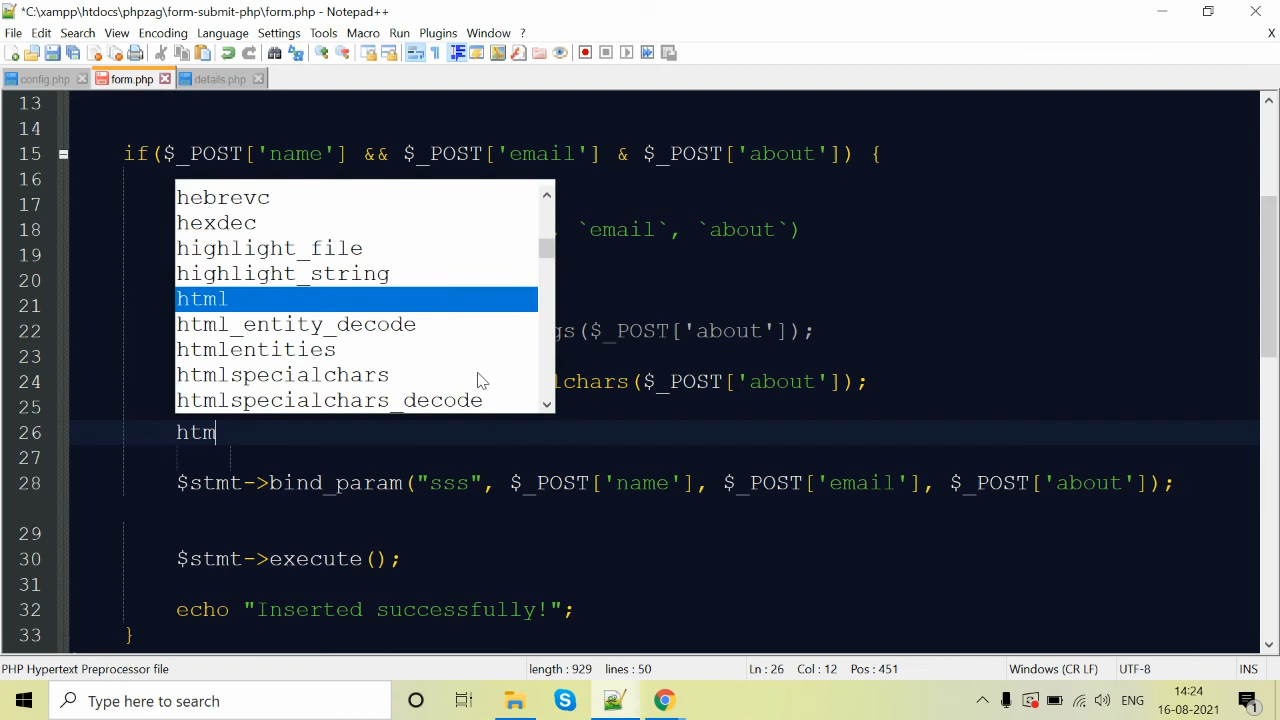 *C:\xampp\htdocs\phpzag\form-submit-php\form.php - Notepad++
File Edit Search View Encoding Language Settings Tools Macro Run Plugins Window ?
X
config.php form.php details.php
13
14
15 if($_POST['name'] && $_POST['email'] & $_POST['about']) {
16
hebrevc
17
hexdec
18 , `email`, `about`)
highlight_file
19
highlight_string
20
html
21
html_entity_decode
22 gs($_POST['about']);
htmlentities
23
htmlspecialchars
24 lchars($_POST['about']);
htmlspecialchars_decode
25
26 htm
27
28 $stmt->bind_param("sss", $_POST['name'], $_POST['email'], $_POST['about']);
29
30 $stmt->execute();
31
32 echo "Inserted successfully!";
33 }
PHP Hypertext Preprocessor file length : 929 lines : 50 Ln : 26 Col : 12 Pos : 451 Windows (CR LF) UTF-8 INS
Type here to search
ENG
14:24
16-08-2021
1